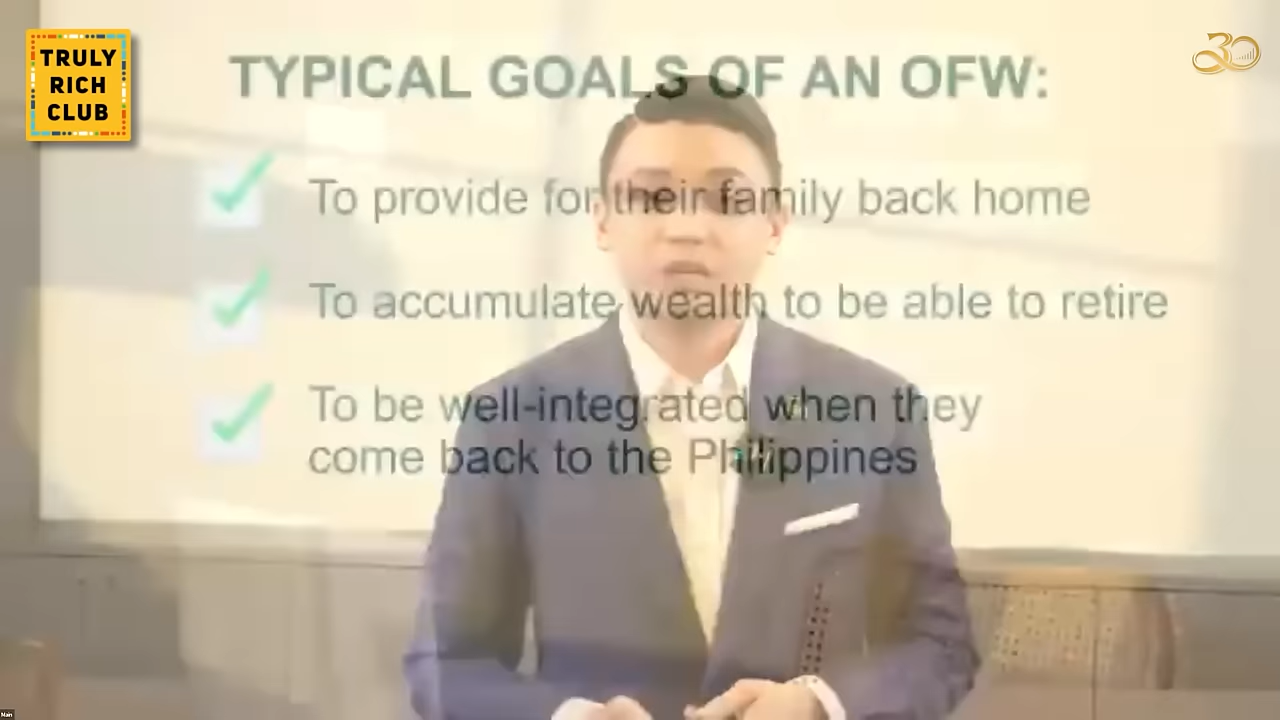 TRULY
RICH
CLUB
30
TYPICAL GOALS OF AN OFW:
To provide for their family back home
To accumulate wealth to be able to retire
To be well-integrated when they
come back to the Philippines